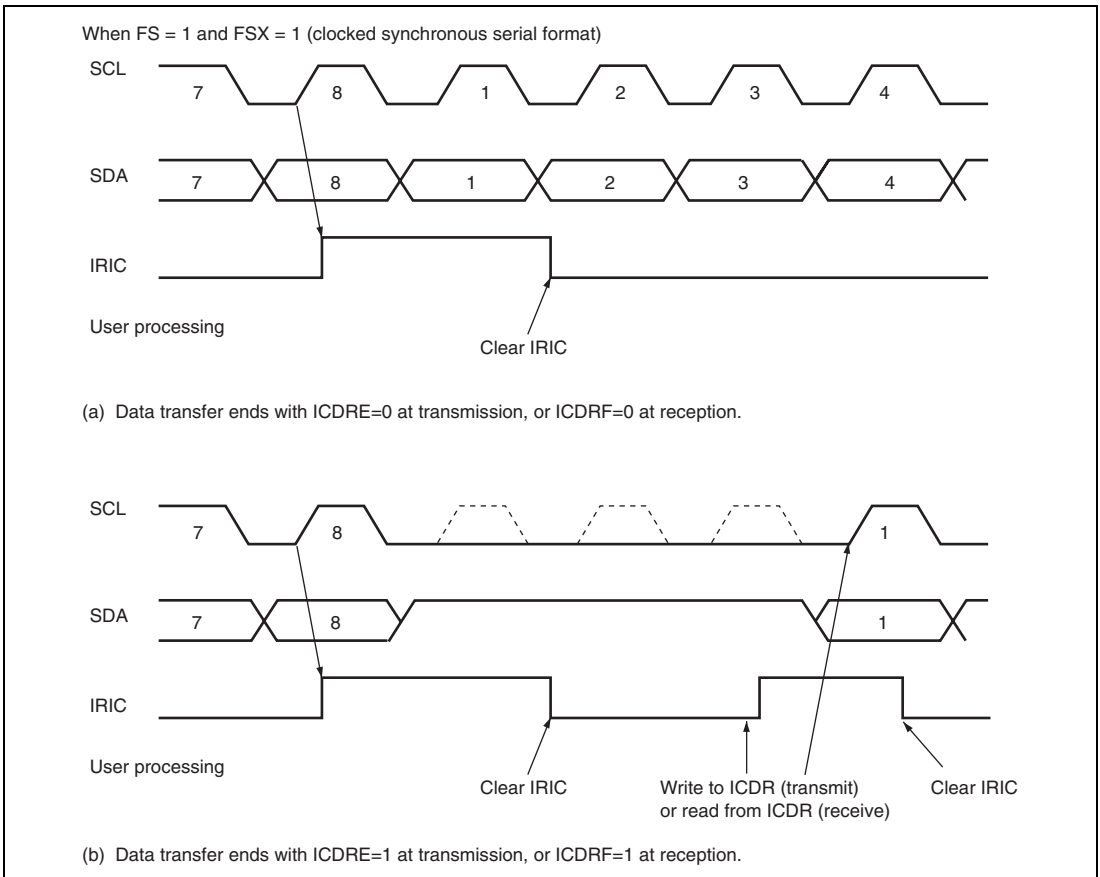 When FS = 1 and FSX = 1 (clocked synchronous serial format)
SCL
7 8 1 2 3 4
SDA
7 8 1 2 3 4
IRIC
User processing
Clear IRIC
(a) Data transfer ends with ICDRE=0 at transmission, or ICDRF=0 at reception.
SCL
7 8 1
SDA
7 8 1
IRIC
User processing
Clear IRIC
Write to ICDR (transmit)
or read from ICDR (receive)
Clear IRIC
(b) Data transfer ends with ICDRE=1 at transmission, or ICDRF=1 at reception.